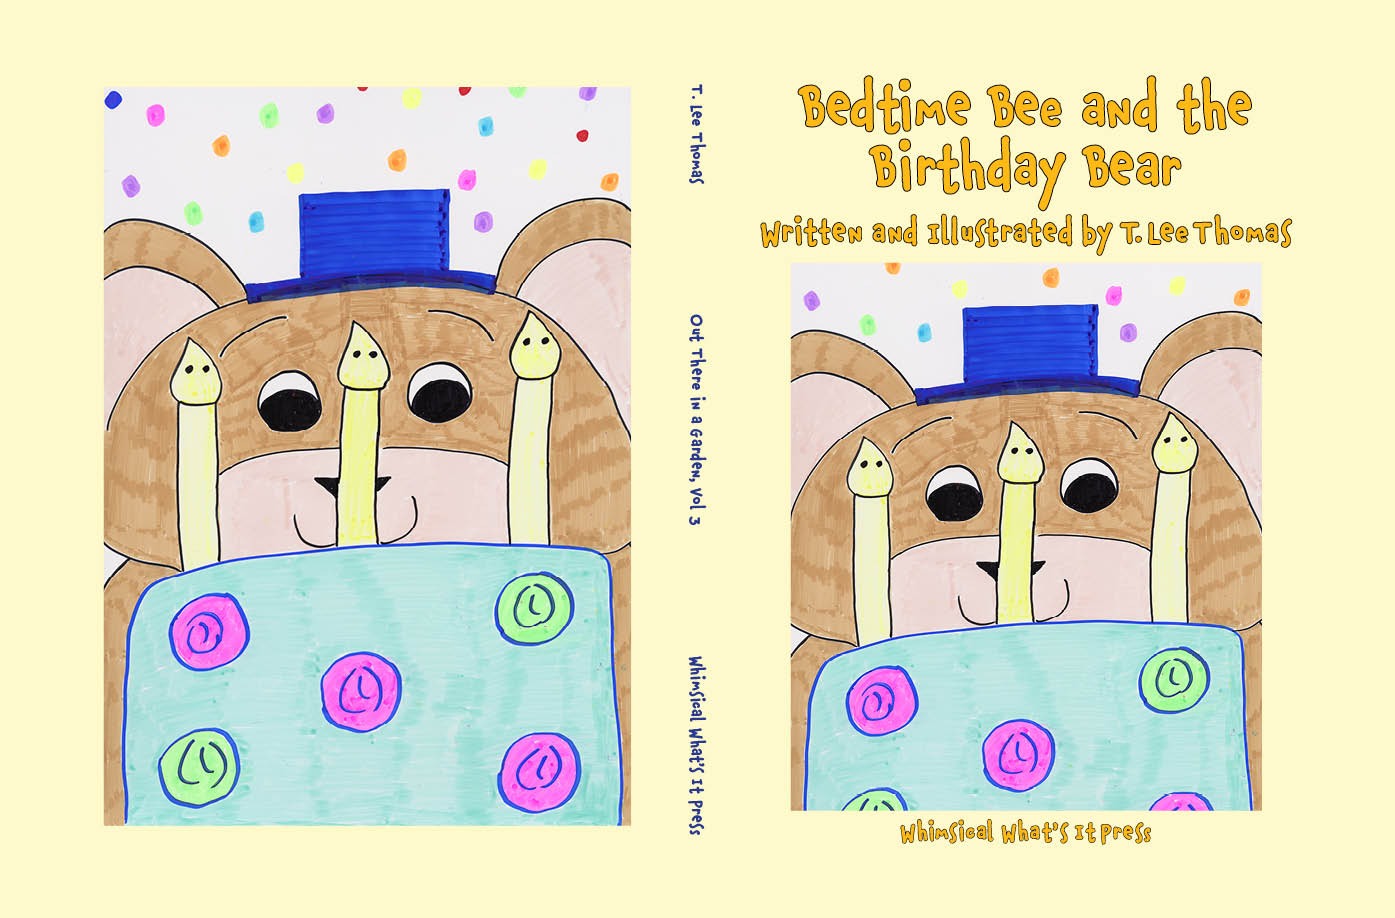 T. Lee Thomas
Out There in a Garden, Vol 3
Whimsical What's It Press
Bedtime Bee and the
Birthday Bear
Written and Illustrated by T. Lee Thomas
Whimsical What's It Press